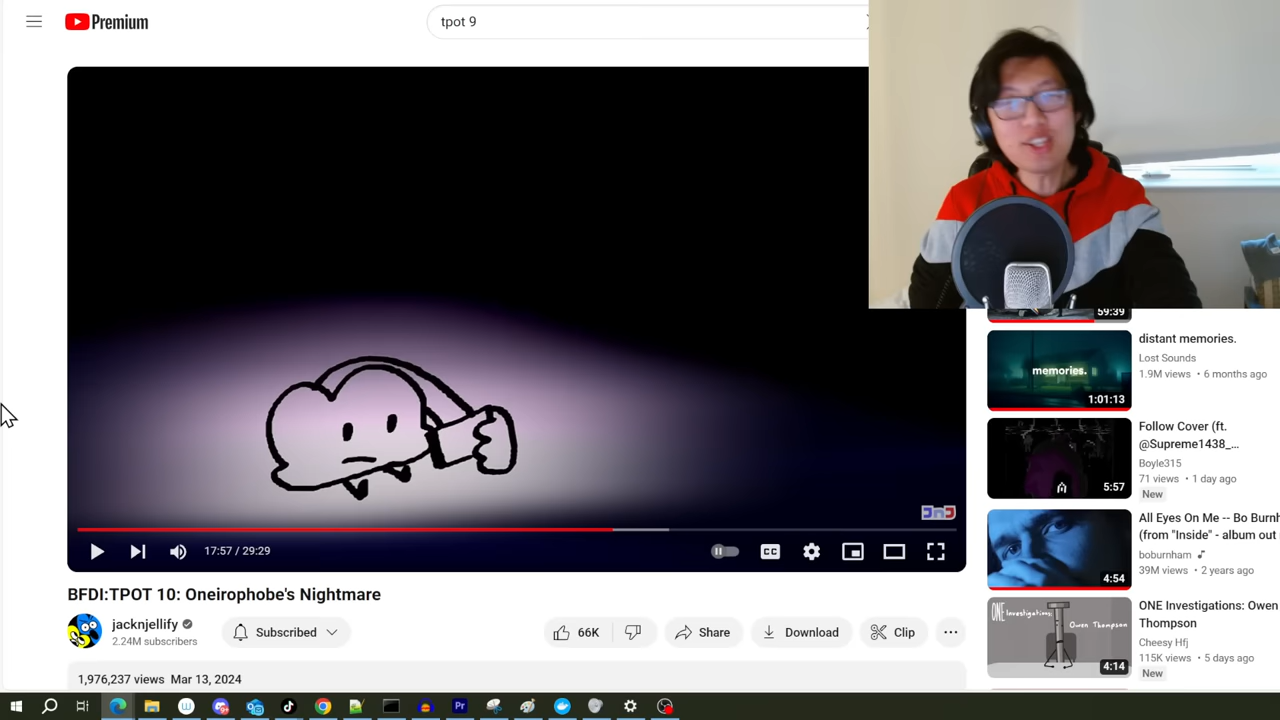 Premium
tpot 9
59:39
distant memories.
Lost Sounds
1.9M views • 6 months ago
memories.
1:01:13
Follow Cover (ft.
@Supreme1438_...
Boyle315
71 views • 1 day ago
New
5:57
All Eyes On Me -- Bo Burnh
(from "Inside" - album out
boburnham
39M views • 2 years ago
4:54
ONE Investigations: Owen
Thompson
Cheesy Hfj
115K views • 5 days ago
New
ONE Investigations:
Owen Thompson
4:14
17:57 / 29:29
CC
BFDI:TPOT 10: Oneirophobe's Nightmare
jacknjellify
2.24M subscribers
Subscribed
66K
Share
Download
Clip
1,976,237 views Mar 13, 2024
Pr